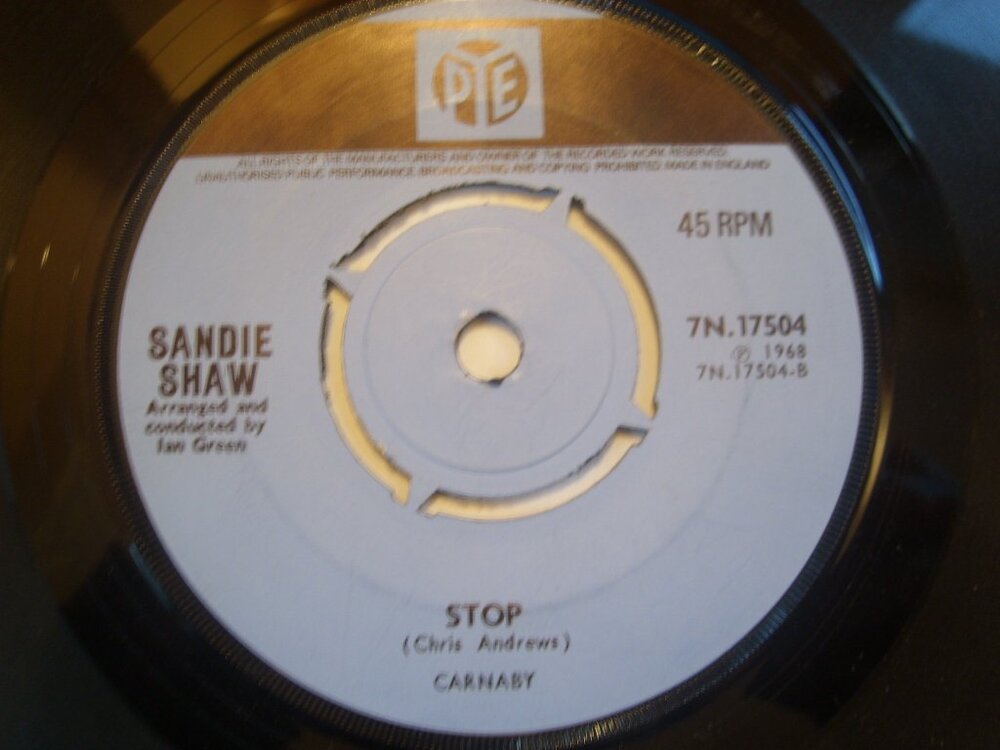 PYE
ALL RIGHTS OF THE MANUFACTURERS AND OWNER OF THE RECORDED WORK RESERVED.
UNAUTHORISED PUBLIC PERFORMANCE BROADCASTING AND COPYING PROHIBITED MADE IN ENGLAND
45 RPM
7N.17504
℗ 1968
7N.17504-B
SANDIE
SHAW
Arranged and
conducted by
Ian Green
STOP
(Chris Andrews)
CARNABY